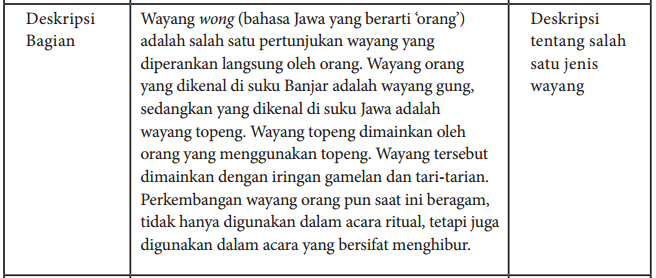 Deskripsi
Bagian
Wayang wong (bahasa Jawa yang berarti ‘orang’)
adalah salah satu pertunjukan wayang yang
diperankan langsung oleh orang. Wayang orang
yang dikenal di suku Banjar adalah wayang gung,
sedangkan yang dikenal di suku Jawa adalah
wayang topeng. Wayang topeng dimainkan oleh
orang yang menggunakan topeng. Wayang tersebut
dimainkan dengan iringan gamelan dan tari-tarian.
Perkembangan wayang orang pun saat ini beragam,
tidak hanya digunakan dalam acara ritual, tetapi juga
digunakan dalam acara yang bersifat menghibur.
Deskripsi
tentang salah
satu jenis
wayang